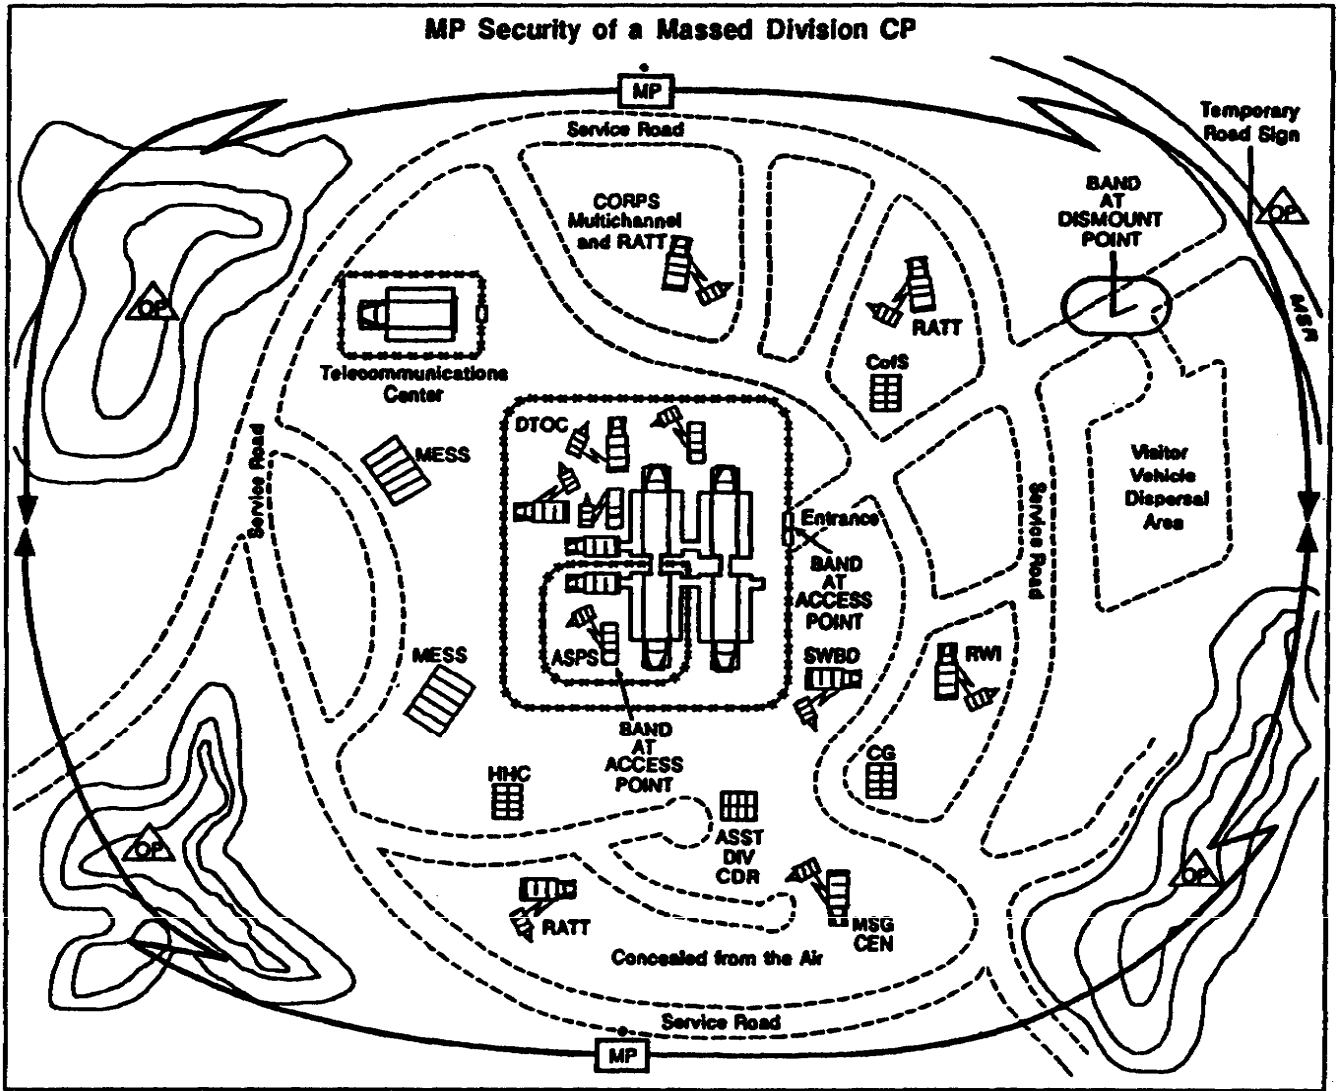 MP Security of a Massed Division CP
MP
Service Road
Temporary
Road Sign
CORPS
Multichannel
and RATT
BAND
AT
DISMOUNT
POINT
OP
OP
MSR
RATT
CofS
Telecommunications
Center
DTOC
MESS
Service Road
Visitor
Vehicle
Dispersal
Area
Service Road
Entrance
BAND
AT
ACCESS
POINT
ASPS
MESS
SWBD
RWI
BAND
AT
ACCESS
POINT
CG
HHC
ASST
DIV
CDR
OP
OP
RATT
MSG
CEN
Concealed from the Air
Service Road
MP